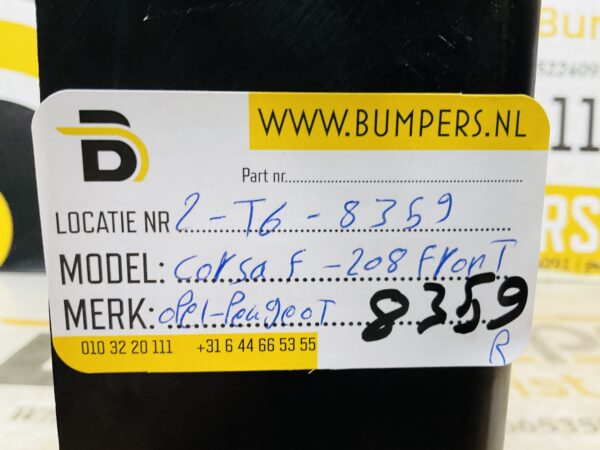 WWW.BUMPERS.NL
Part nr.
LOCATIE NR 2-T6-8359
MODEL: Corsa F -208 Front
MERK: Opel-Peugeot 8359
R
010 32 20 111 +31 6 44 66 53 55